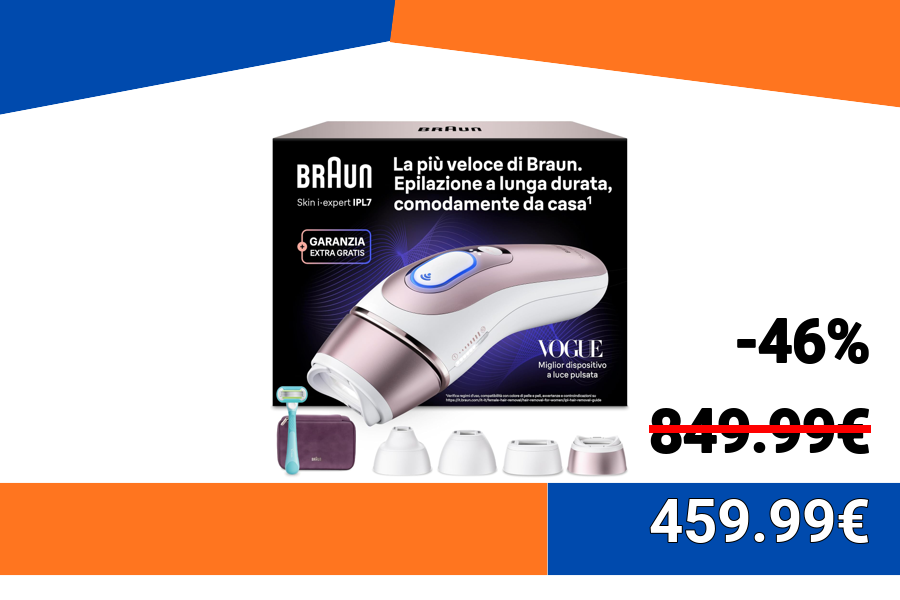 BRAUN
BRAUN
Skin i-expert IPL7
La più veloce di Braun.
Epilazione a lunga durata,
comodamente da casa¹
GARANZIA
EXTRA GRATIS
VOGUE
Miglior dispositivo
a luce pulsata
-46%
849.99€
459.99€